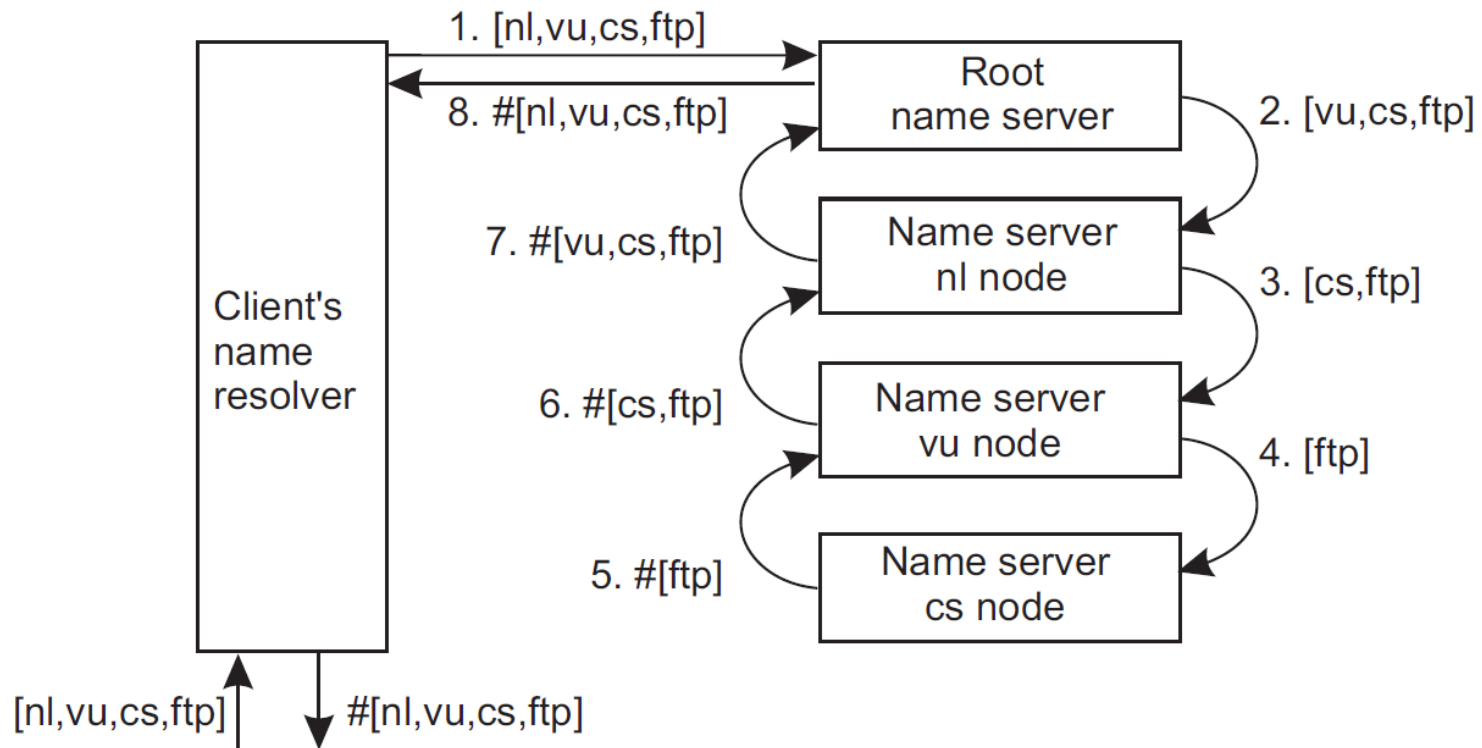 1. [nl,vu,cs,ftp]
8. #[nl,vu,cs,ftp]
Root
name server
2. [vu,cs,ftp]
7. #[vu,cs,ftp]
Name server
nl node
3. [cs,ftp]
Client's
name
resolver
6. #[cs,ftp]
Name server
vu node
4. [ftp]
5. #[ftp]
Name server
cs node
[nl,vu,cs,ftp]
#[nl,vu,cs,ftp]